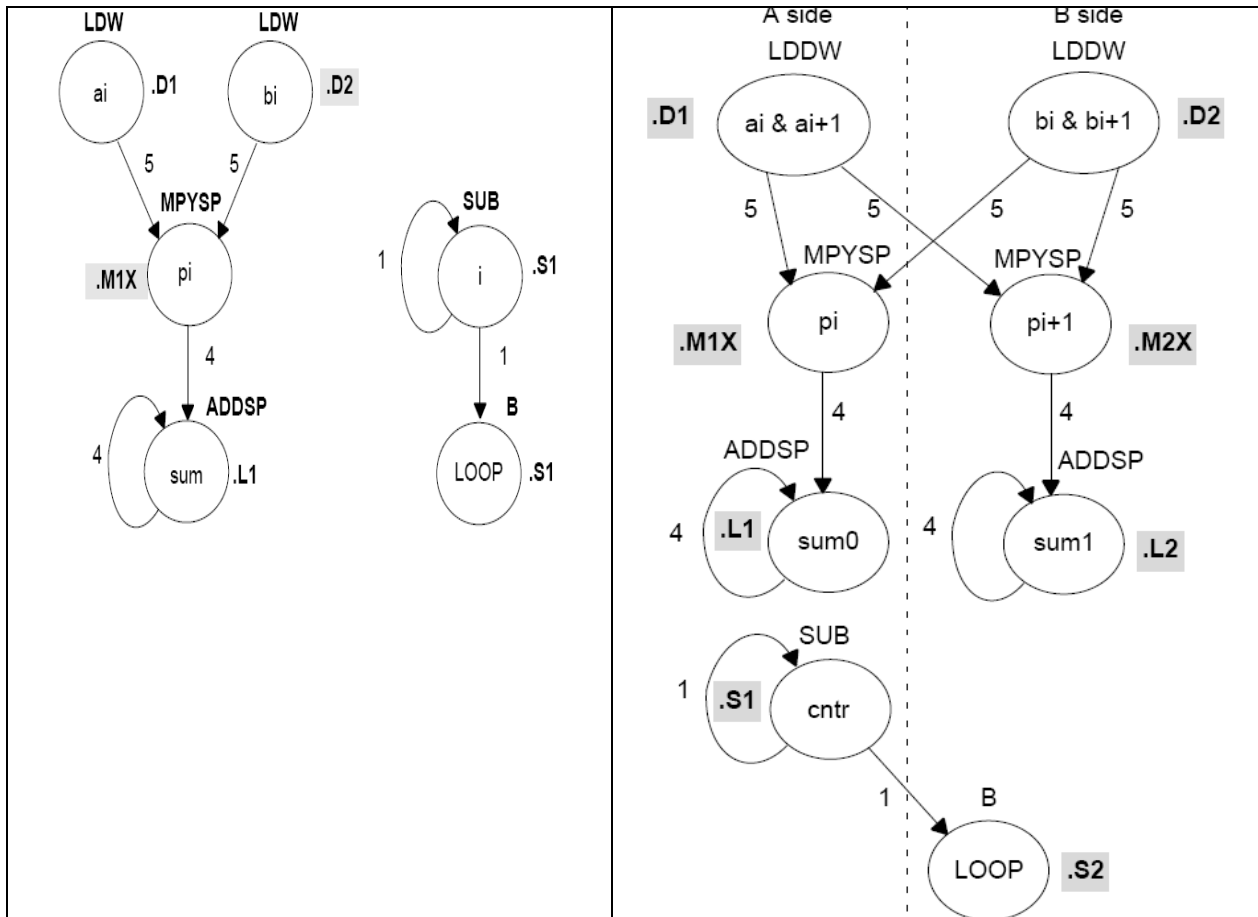 LDW LDW
ai .D1 bi .D2
5 5
MPYSP SUB
.M1X pi 1 i .S1
4 1
ADDSP B
4 sum .L1 LOOP .S1
A side B side
LDDW LDDW
.D1 ai & ai+1 bi & bi+1 .D2
5 5 5 5
MPYSP MPYSP
.M1X pi pi+1 .M2X
4 4
ADDSP ADDSP
4 .L1 sum0 4 sum1 .L2
SUB
1 .S1 cntr
1 B
LOOP .S2